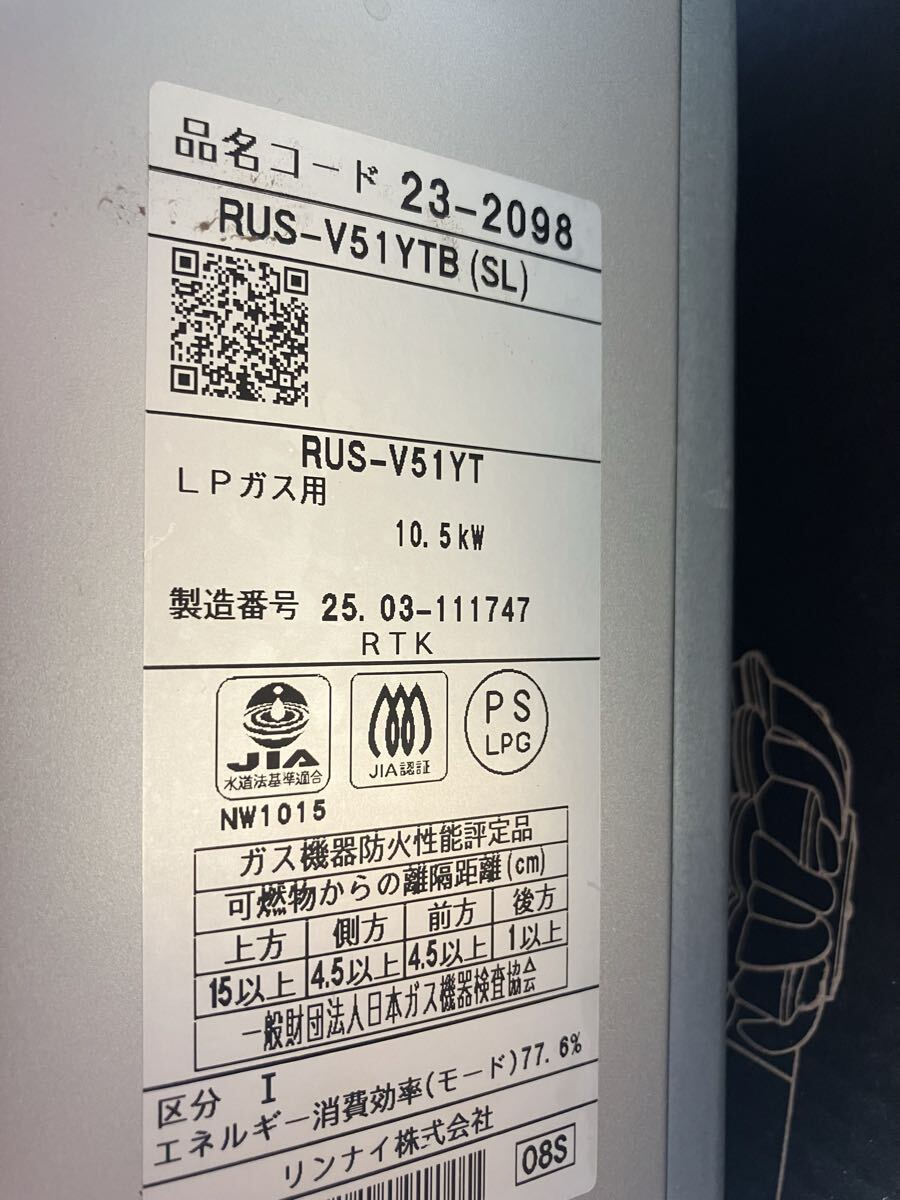 品名コード 23-2098
RUS-V51YTB(SL)
RUS-V51YT
LPガス用
10.5kW
製造番号 25.03-111747
RTK
JIA
水道法基準適合
NW1015
JIA認証
PS
LPG
ガス機器防火性能評定品
可燃物からの離隔距離(cm)
上方 側方 前方 後方
15以上 4.5以上 4.5以上 1以上
一般財団法人日本ガス機器検査協会
区分 I
エネルギー消費効率(モード)77.6%
リンナイ株式会社
08S